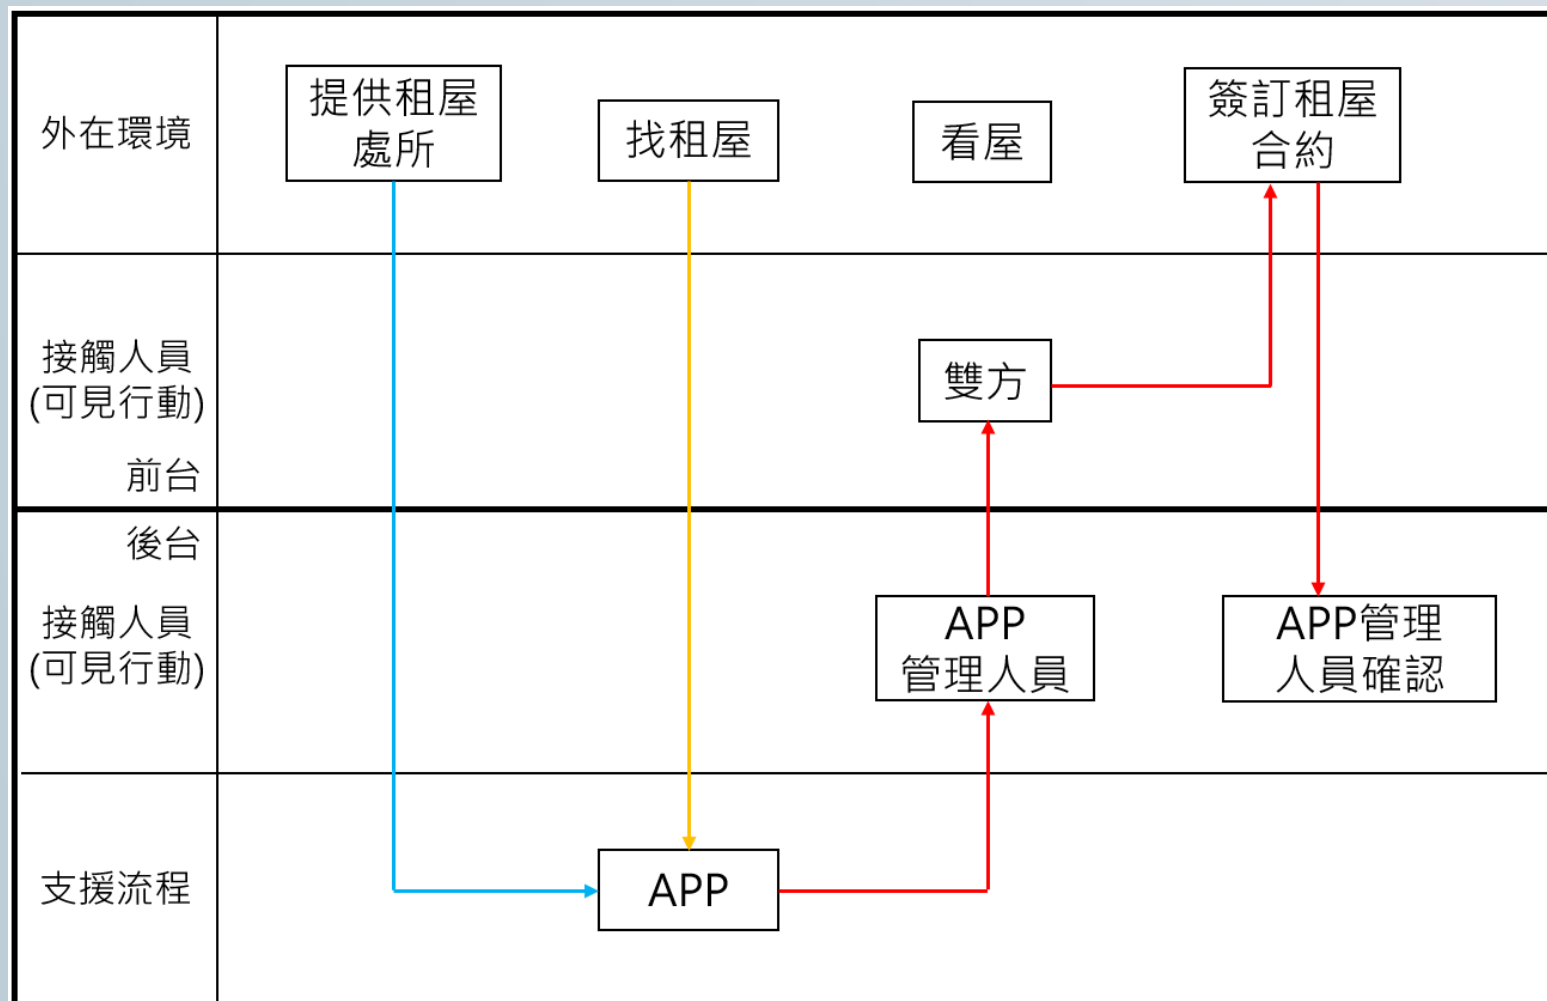 外在環境
提供租屋
處所
找租屋
看屋
簽訂租屋
合約
接觸人員
(可見行動)
前台
雙方
後台
接觸人員
(可見行動)
APP
管理人員
APP管理
人員確認
支援流程
APP